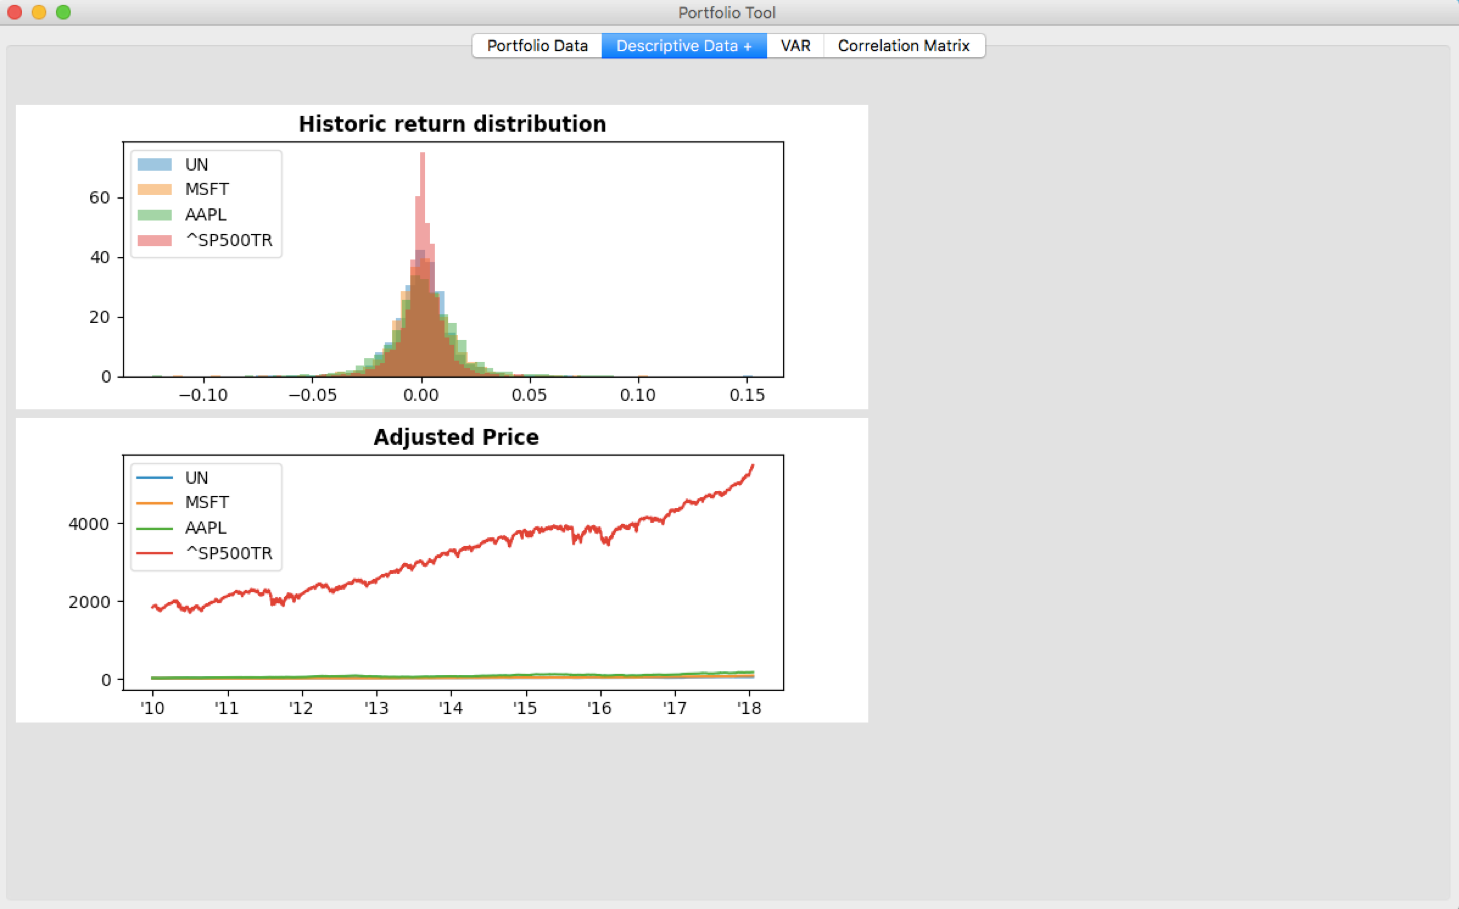 Portfolio Tool
Portfolio Data Descriptive Data + VAR Correlation Matrix
Historic return distribution
UN
MSFT
AAPL
^SP500TR
60
40
20
0
−0.10 −0.05 0.00 0.05 0.10 0.15
Adjusted Price
UN
MSFT
AAPL
^SP500TR
4000
2000
0
'10 '11 '12 '13 '14 '15 '16 '17 '18